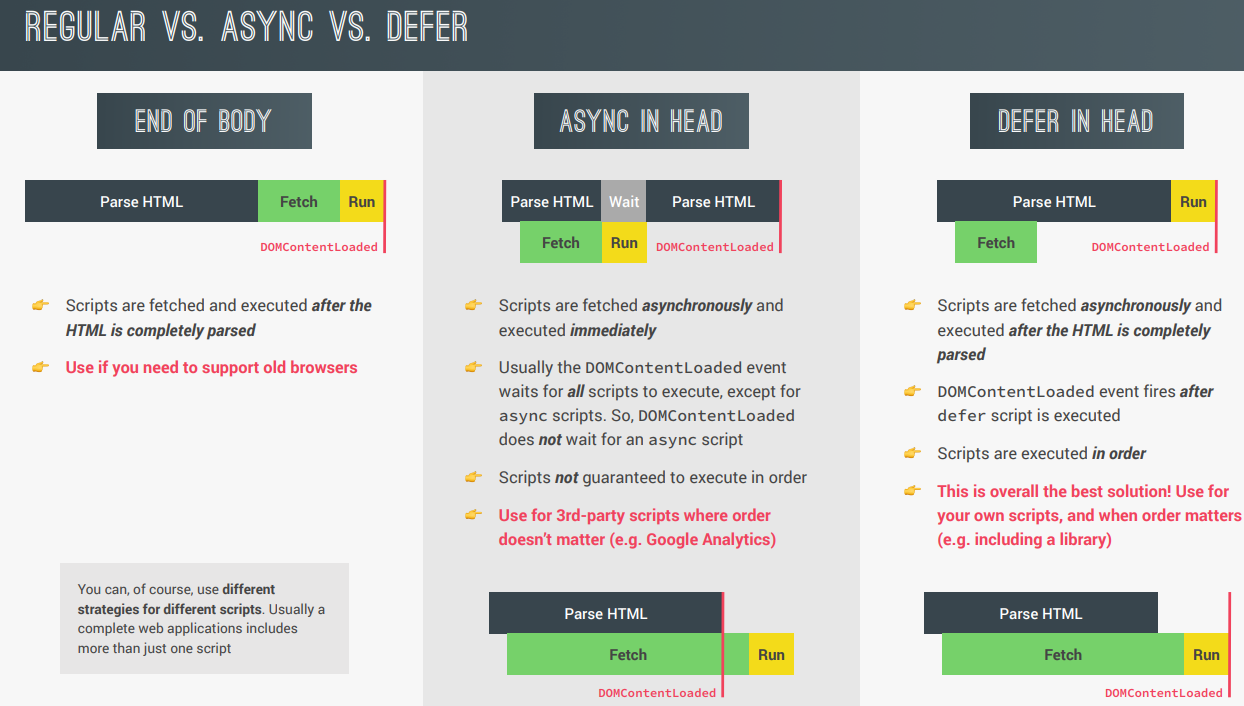 REGULAR VS. ASYNC VS. DEFER
END OF BODY
Parse HTML Fetch Run
DOMContentLoaded
Scripts are fetched and executed after the
HTML is completely parsed
Use if you need to support old browsers
You can, of course, use different
strategies for different scripts. Usually a
complete web applications includes
more than just one script
ASYNC IN HEAD
Parse HTML Wait Parse HTML
Fetch Run DOMContentLoaded
Scripts are fetched asynchronously and
executed immediately
Usually the DOMContentLoaded event
waits for all scripts to execute, except for
async scripts. So, DOMContentLoaded
does not wait for an async script
Scripts not guaranteed to execute in order
Use for 3rd-party scripts where order
doesn't matter (e.g. Google Analytics)
Parse HTML
Fetch Run
DOMContentLoaded
DEFER IN HEAD
Parse HTML Run
Fetch DOMContentLoaded
Scripts are fetched asynchronously and
executed after the HTML is completely
parsed
DOMContentLoaded event fires after
defer script is executed
Scripts are executed in order
This is overall the best solution! Use for
your own scripts, and when order matters
(e.g. including a library)
Parse HTML
Fetch Run
DOMContentLoaded